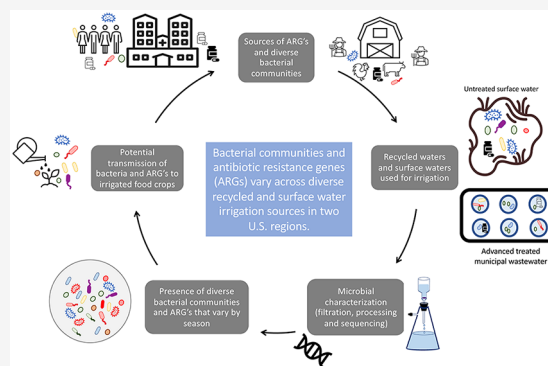 Sources of ARG's
and diverse
bacterial
communities
Untreated surface water
Potential
transmission of
bacteria and ARG's to
irrigated food crops
Bacterial communities and
antibiotic resistance genes
(ARGs) vary across diverse
recycled and surface water
irrigation sources in two
U.S. regions.
Recycled waters
and surface waters
used for irrigation
Advanced treated
municipal wastewater
Presence of diverse
bacterial communities
and ARG's that vary by
season
Microbial
characterization
(filtration, processing
and sequencing)